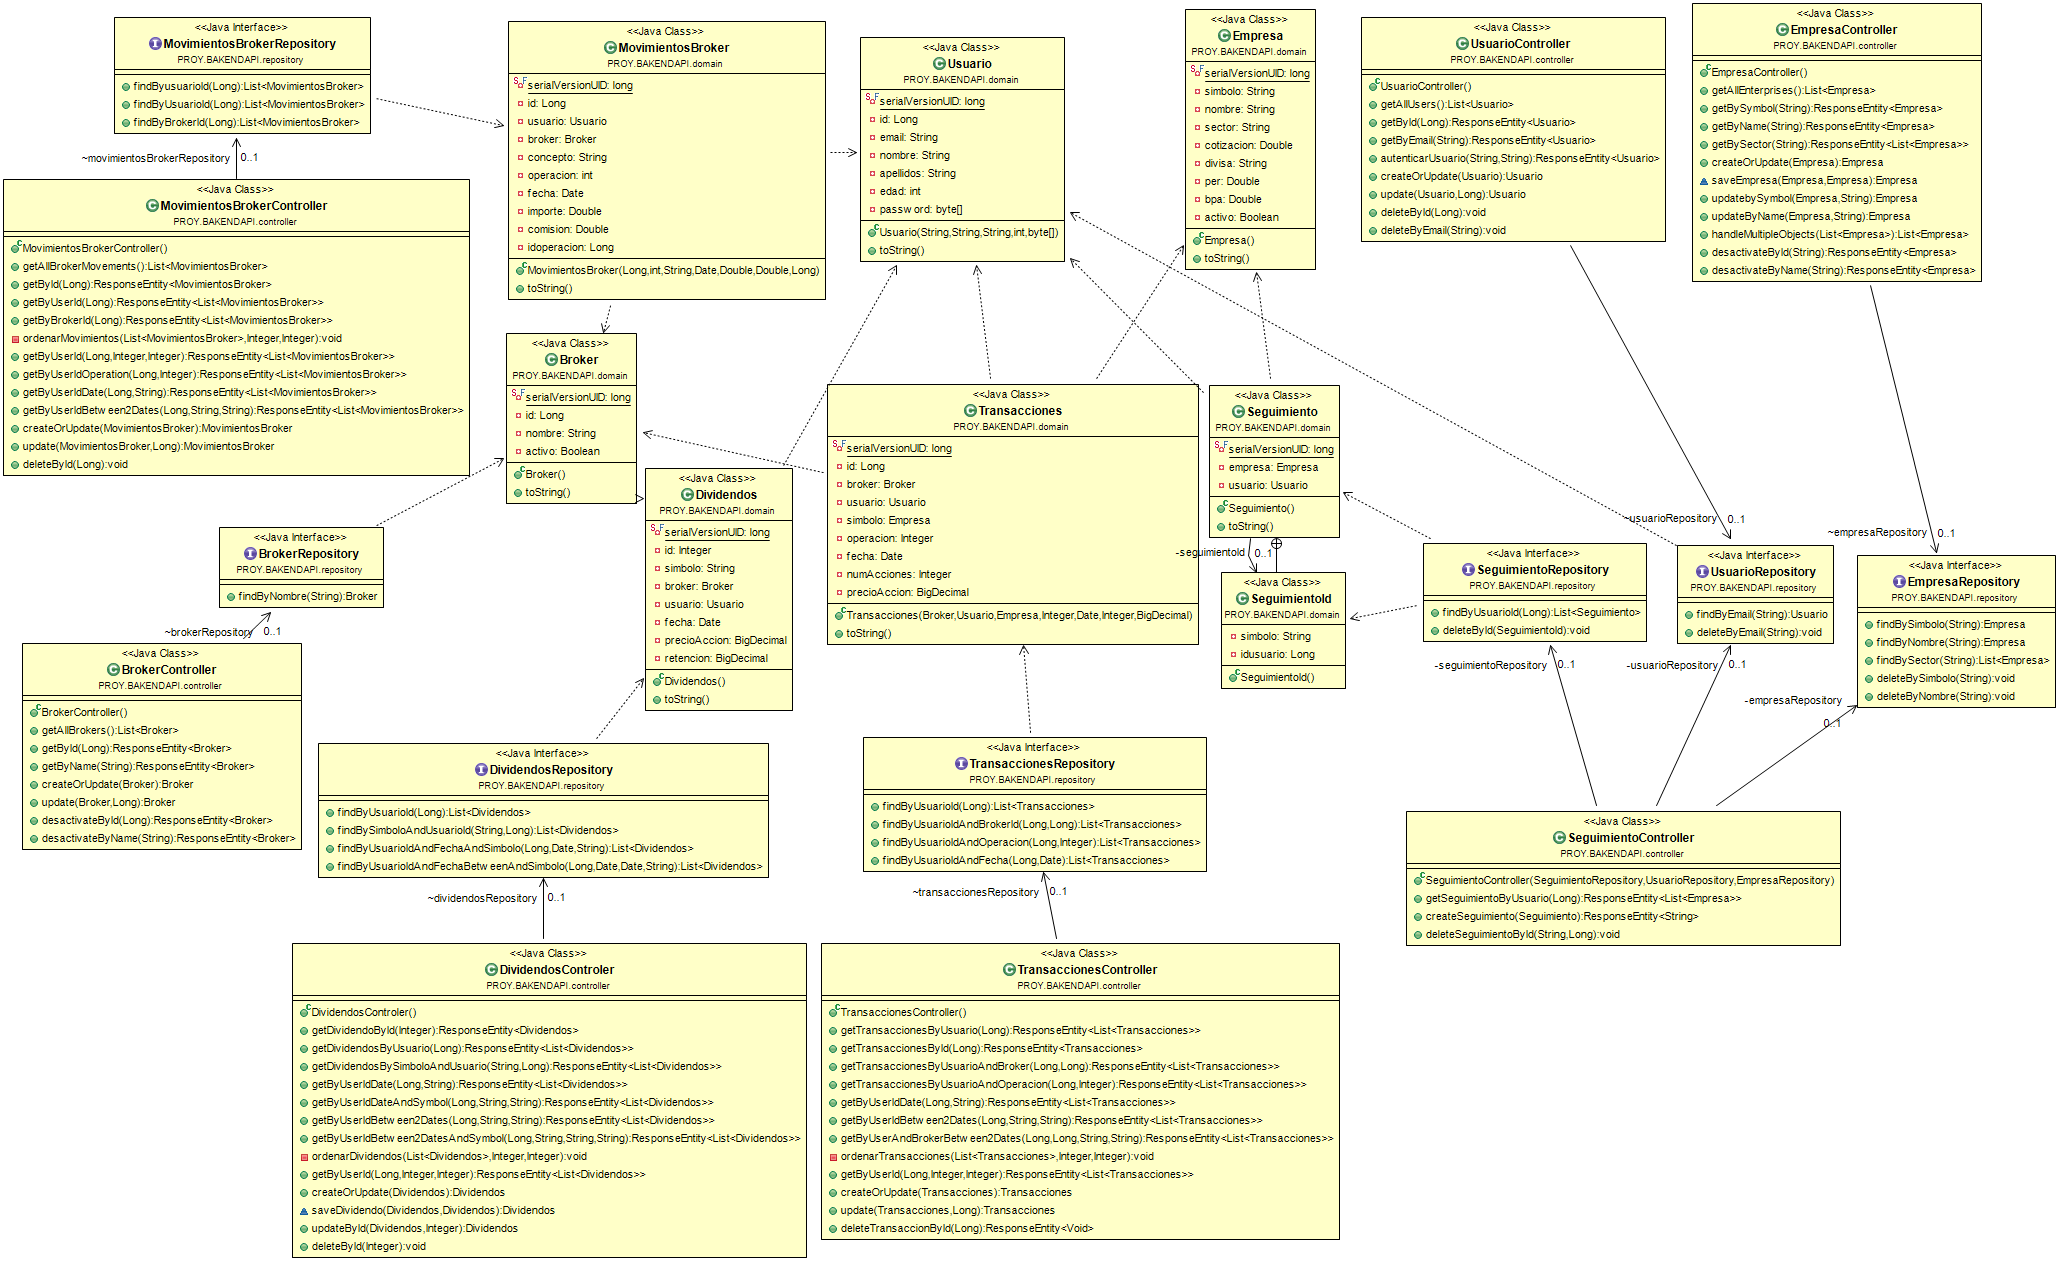 <<Java Interface>>
MovimientosBrokerRepository
PROY.BAKENDAPI.repository
findByusuarioId(Long):List<MovimientosBroker>
findByusuarioId(Long):List<MovimientosBroker>
findByBrokerId(Long):List<MovimientosBroker>
~movimientosBrokerRepository
0..1
<<Java Class>>
MovimientosBrokerController
PROY.BAKENDAPI.controller
MovimientosBrokerController()
getAllBrokerMovements():List<MovimientosBroker>
getById(Long):ResponseEntity<MovimientosBroker>
getByUserId(Long):ResponseEntity<List<MovimientosBroker>>
getByBrokerId(Long):ResponseEntity<List<MovimientosBroker>>
ordenarMovimientos(List<MovimientosBroker>,Integer,Integer):void
getByUserId(Long,Integer,Integer):ResponseEntity<List<MovimientosBroker>>
getByUserIdOperation(Long,Integer):ResponseEntity<List<MovimientosBroker>>
getByUserIdDate(Long,String):ResponseEntity<List<MovimientosBroker>>
getByUserIdBetween2Dates(Long,String,String):ResponseEntity<List<MovimientosBroker>>
createOrUpdate(MovimientosBroker):MovimientosBroker
update(MovimientosBroker,Long):MovimientosBroker
deleteById(Long):void
<<Java Class>>
MovimientosBroker
PROY.BAKENDAPI.domain
serialVersionUID: long
id: Long
usuario: Usuario
broker: Broker
concepto: String
operacion: int
fecha: Date
importe: Double
comision: Double
idoperacion: Long
MovimientosBroker(Long,int,String,Date,Double,Double,Long)
toString()
<<Java Class>>
Usuario
PROY.BAKENDAPI.domain
serialVersionUID: long
id: Long
email: String
nombre: String
apellidos: String
edad: int
password: byte[]
Usuario(String,String,String,int,byte[])
toString()
<<Java Class>>
Empresa
PROY.BAKENDAPI.domain
serialVersionUID: long
simbolo: String
nombre: String
sector: String
cotizacion: Double
divisa: String
per: Double
bpa: Double
activo: Boolean
Empresa()
toString()
<<Java Class>>
UsuarioController
PROY.BAKENDAPI.controller
UsuarioController()
getAllUsers():List<Usuario>
getById(Long):ResponseEntity<Usuario>
getByEmail(String):ResponseEntity<Usuario>
autenticarUsuario(String,String):ResponseEntity<Usuario>
createOrUpdate(Usuario):Usuario
update(Usuario,Long):Usuario
deleteById(Long):void
deleteByEmail(String):void
<<Java Class>>
EmpresaController
PROY.BAKENDAPI.controller
EmpresaController()
getAllEnterprises():List<Empresa>
getBySymbol(String):ResponseEntity<Empresa>
getByName(String):ResponseEntity<Empresa>
getBySector(String):ResponseEntity<List<Empresa>>
createOrUpdate(Empresa):Empresa
saveEmpresa(Empresa,Empresa):Empresa
updatebySymbol(Empresa,String):Empresa
updateByName(Empresa,String):Empresa
handleMultipleObjects(List<Empresa>):List<Empresa>
desactivateById(String):ResponseEntity<Empresa>
desactivateByName(String):ResponseEntity<Empresa>
<<Java Class>>
Broker
PROY.BAKENDAPI.domain
serialVersionUID: long
id: Long
nombre: String
activo: Boolean
Broker()
toString()
<<Java Class>>
Dividendos
PROY.BAKENDAPI.domain
serialVersionUID: long
id: Integer
simbolo: String
broker: Broker
usuario: Usuario
fecha: Date
precioAccion: BigDecimal
retencion: BigDecimal
Dividendos()
toString()
<<Java Class>>
Transacciones
PROY.BAKENDAPI.domain
serialVersionUID: long
id: Long
broker: Broker
usuario: Usuario
simbolo: Empresa
operacion: Integer
fecha: Date
numAcciones: Integer
precioAccion: BigDecimal
Transacciones(Broker,Usuario,Empresa,Integer,Date,Integer,BigDecimal)
toString()
<<Java Class>>
Seguimiento
PROY.BAKENDAPI.domain
serialVersionUID: long
empresa: Empresa
usuario: Usuario
Seguimiento()
toString()
-seguimientoId
0..1
<<Java Class>>
SeguimientoId
PROY.BAKENDAPI.domain
simbolo: String
idusuario: Long
SeguimientoId()
<<Java Interface>>
BrokerRepository
PROY.BAKENDAPI.repository
findByNombre(String):Broker
~brokerRepository
0..1
<<Java Class>>
BrokerController
PROY.BAKENDAPI.controller
BrokerController()
getAllBrokers():List<Broker>
getById(Long):ResponseEntity<Broker>
getByName(String):ResponseEntity<Broker>
createOrUpdate(Broker):Broker
update(Broker,Long):Broker
desactivateById(Long):ResponseEntity<Broker>
desactivateByName(String):ResponseEntity<Broker>
~usuarioRepository
0..1
~empresaRepository
0..1
<<Java Interface>>
SeguimientoRepository
PROY.BAKENDAPI.repository
findByUsuarioId(Long):List<Seguimiento>
deleteById(SeguimientoId):void
<<Java Interface>>
UsuarioRepository
PROY.BAKENDAPI.repository
findByEmail(String):Usuario
deleteByEmail(String):void
<<Java Interface>>
EmpresaRepository
PROY.BAKENDAPI.repository
findBySimbolo(String):Empresa
findByNombre(String):Empresa
findBySector(String):List<Empresa>
deleteBySimbolo(String):void
deleteByNombre(String):void
-seguimientoRepository
0..1
-usuarioRepository
0..1
-empresaRepository
0..1
<<Java Interface>>
DividendosRepository
PROY.BAKENDAPI.repository
findByUsuarioId(Long):List<Dividendos>
findBySimboloAndUsuarioId(String,Long):List<Dividendos>
findByUsuarioIdAndFechaAndSimbolo(Long,Date,String):List<Dividendos>
findByUsuarioIdAndFechaBetweenAndSimbolo(Long,Date,Date,String):List<Dividendos>
~dividendosRepository
0..1
<<Java Interface>>
TransaccionesRepository
PROY.BAKENDAPI.repository
findByUsuarioId(Long):List<Transacciones>
findByUsuarioIdAndBrokerId(Long,Long):List<Transacciones>
findByUsuarioIdAndOperacion(Long,Integer):List<Transacciones>
findByUsuarioIdAndFecha(Long,Date):List<Transacciones>
~transaccionesRepository
0..1
<<Java Class>>
SeguimientoController
PROY.BAKENDAPI.controller
SeguimientoController(SeguimientoRepository,UsuarioRepository,EmpresaRepository)
getSeguimientoByUsuario(Long):ResponseEntity<List<Empresa>>
createSeguimiento(Seguimiento):ResponseEntity<String>
deleteSeguimientoById(String,Long):void
<<Java Class>>
DividendosControler
PROY.BAKENDAPI.controller
DividendosControler()
getDividendoById(Integer):ResponseEntity<Dividendos>
getDividendosByUsuario(Long):ResponseEntity<List<Dividendos>>
getDividendosBySimboloAndUsuario(String,Long):ResponseEntity<List<Dividendos>>
getByUserIdDate(Long,String):ResponseEntity<List<Dividendos>>
getByUserIdDateAndSymbol(Long,String,String):ResponseEntity<List<Dividendos>>
getByUserIdBetween2Dates(Long,String,String):ResponseEntity<List<Dividendos>>
getByUserIdBetween2DatesAndSymbol(Long,String,String,String):ResponseEntity<List<Dividendos>>
ordenarDividendos(List<Dividendos>,Integer,Integer):void
getByUserId(Long,Integer,Integer):ResponseEntity<List<Dividendos>>
createOrUpdate(Dividendos):Dividendos
saveDividendo(Dividendos,Dividendos):Dividendos
updateById(Dividendos,Integer):Dividendos
deleteById(Integer):void
<<Java Class>>
TransaccionesController
PROY.BAKENDAPI.controller
TransaccionesController()
getTransaccionesByUsuario(Long):ResponseEntity<List<Transacciones>>
getTransaccionesById(Long):ResponseEntity<Transacciones>
getTransaccionesByUsuarioAndBroker(Long,Long):ResponseEntity<List<Transacciones>>
getTransaccionesByUsuarioAndOperacion(Long,Integer):ResponseEntity<List<Transacciones>>
getByUserIdDate(Long,String):ResponseEntity<List<Transacciones>>
getByUserIdBetween2Dates(Long,String,String):ResponseEntity<List<Transacciones>>
getByUserAndBrokerBetween2Dates(Long,Long,String,String):ResponseEntity<List<Transacciones>>
ordenarTransacciones(List<Transacciones>,Integer,Integer):void
getByUserId(Long,Integer,Integer):ResponseEntity<List<Transacciones>>
createOrUpdate(Transacciones):Transacciones
update(Transacciones,Long):Transacciones
deleteTransaccionById(Long):ResponseEntity<Void>